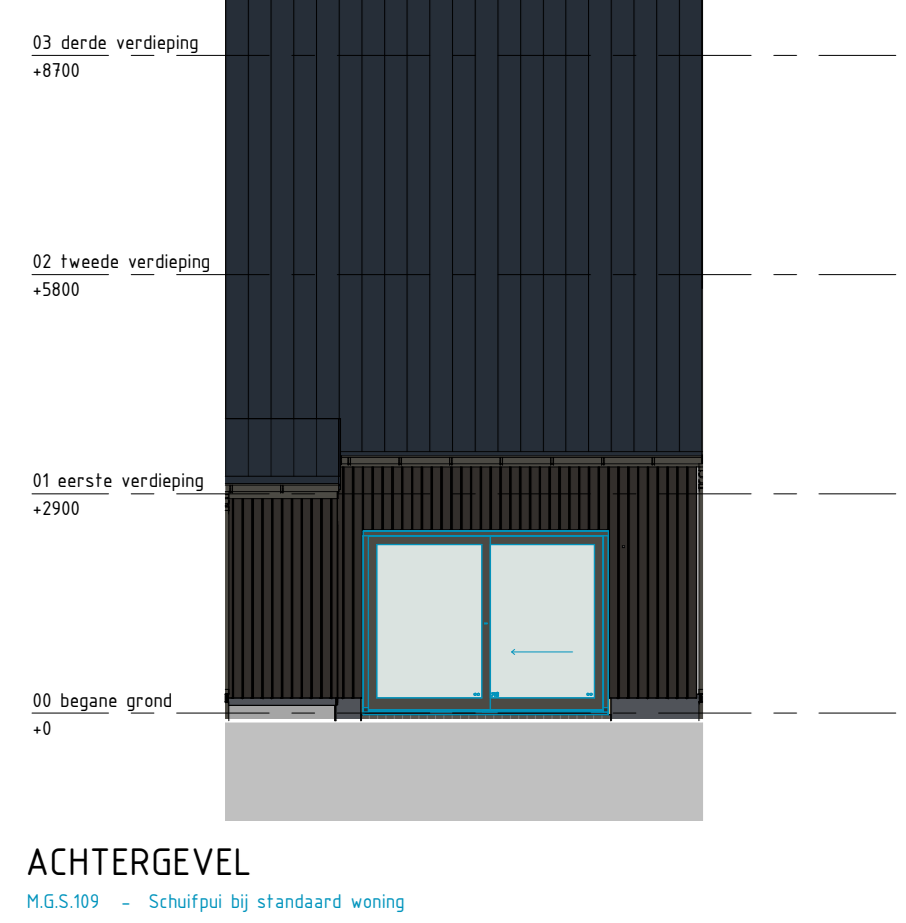 03 derde verdieping
+8700
02 tweede verdieping
+5800
01 eerste verdieping
+2900
00 begane grond
+0
ACHTERGEVEL
M.G.S.109 - Schuifpui bij standaard woning